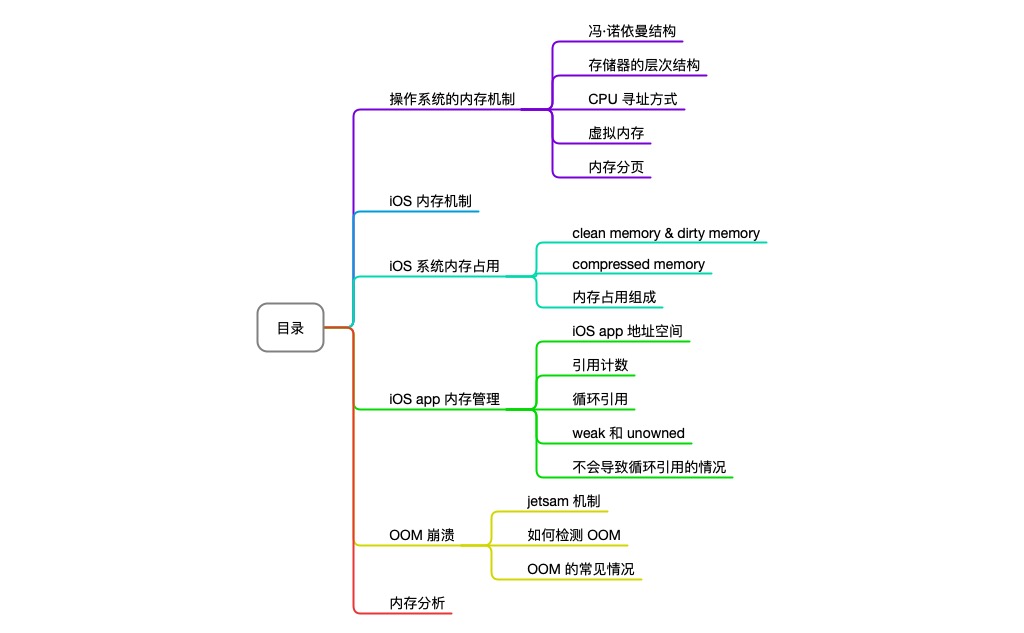 目录
操作系统的内存机制
冯·诺依曼结构
存储器的层次结构
CPU 寻址方式
虚拟内存
内存分页
iOS 内存机制
iOS 系统内存占用
clean memory & dirty memory
compressed memory
内存占用组成
iOS app 内存管理
iOS app 地址空间
引用计数
循环引用
weak 和 unowned
不会导致循环引用的情况
OOM 崩溃
jetsam 机制
如何检测 OOM
OOM 的常见情况
内存分析